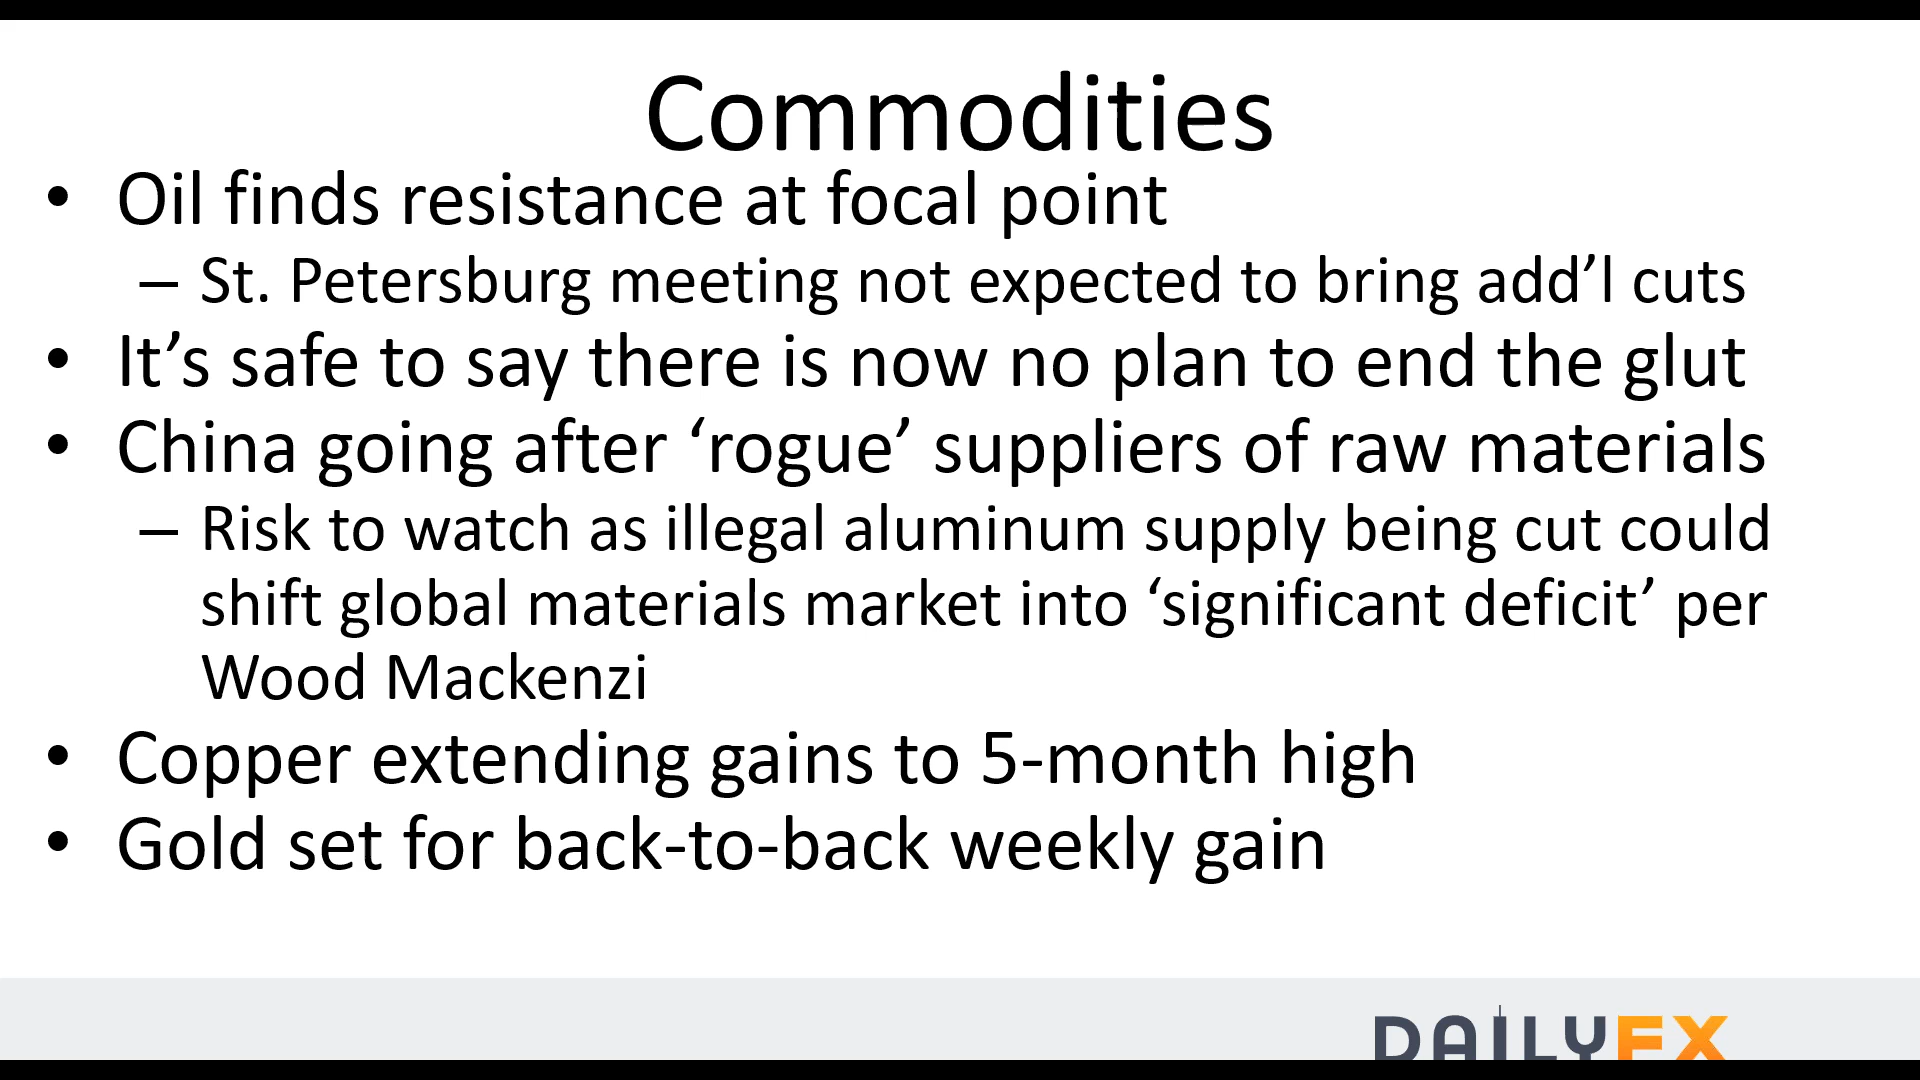 Commodities
• Oil finds resistance at focal point
– St. Petersburg meeting not expected to bring add’l cuts
• It’s safe to say there is now no plan to end the glut
• China going after ‘rogue’ suppliers of raw materials
– Risk to watch as illegal aluminum supply being cut could
shift global materials market into ‘significant deficit’ per
Wood Mackenzi
• Copper extending gains to 5-month high
• Gold set for back-to-back weekly gain
DAILYFX